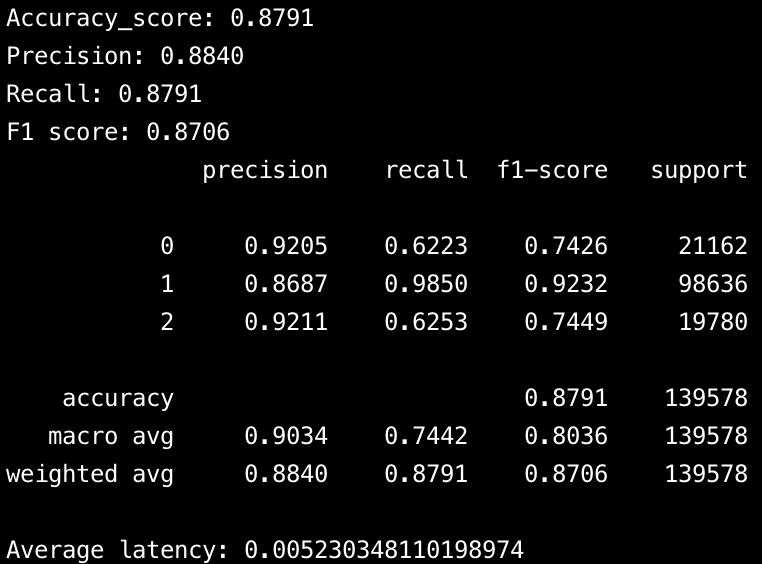 Accuracy_score: 0.8791
Precision: 0.8840
Recall: 0.8791
F1 score: 0.8706
precision recall f1-score support
0 0.9205 0.6223 0.7426 21162
1 0.8687 0.9850 0.9232 98636
2 0.9211 0.6253 0.7449 19780
accuracy 0.8791 139578
macro avg 0.9034 0.7442 0.8036 139578
weighted avg 0.8840 0.8791 0.8706 139578
Average latency: 0.005230348110198974